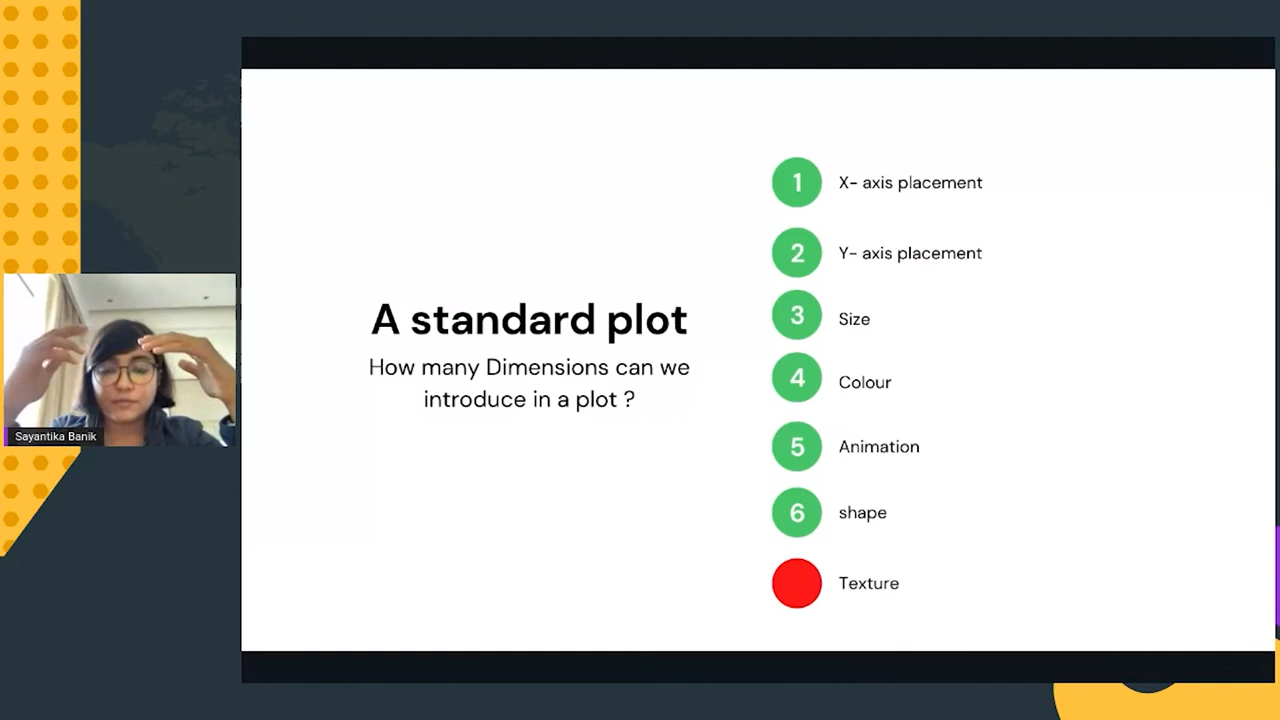 A standard plot
How many Dimensions can we
introduce in a plot ?
1 X- axis placement
2 Y- axis placement
3 Size
4 Colour
5 Animation
6 shape
Texture
Sayantika Banik